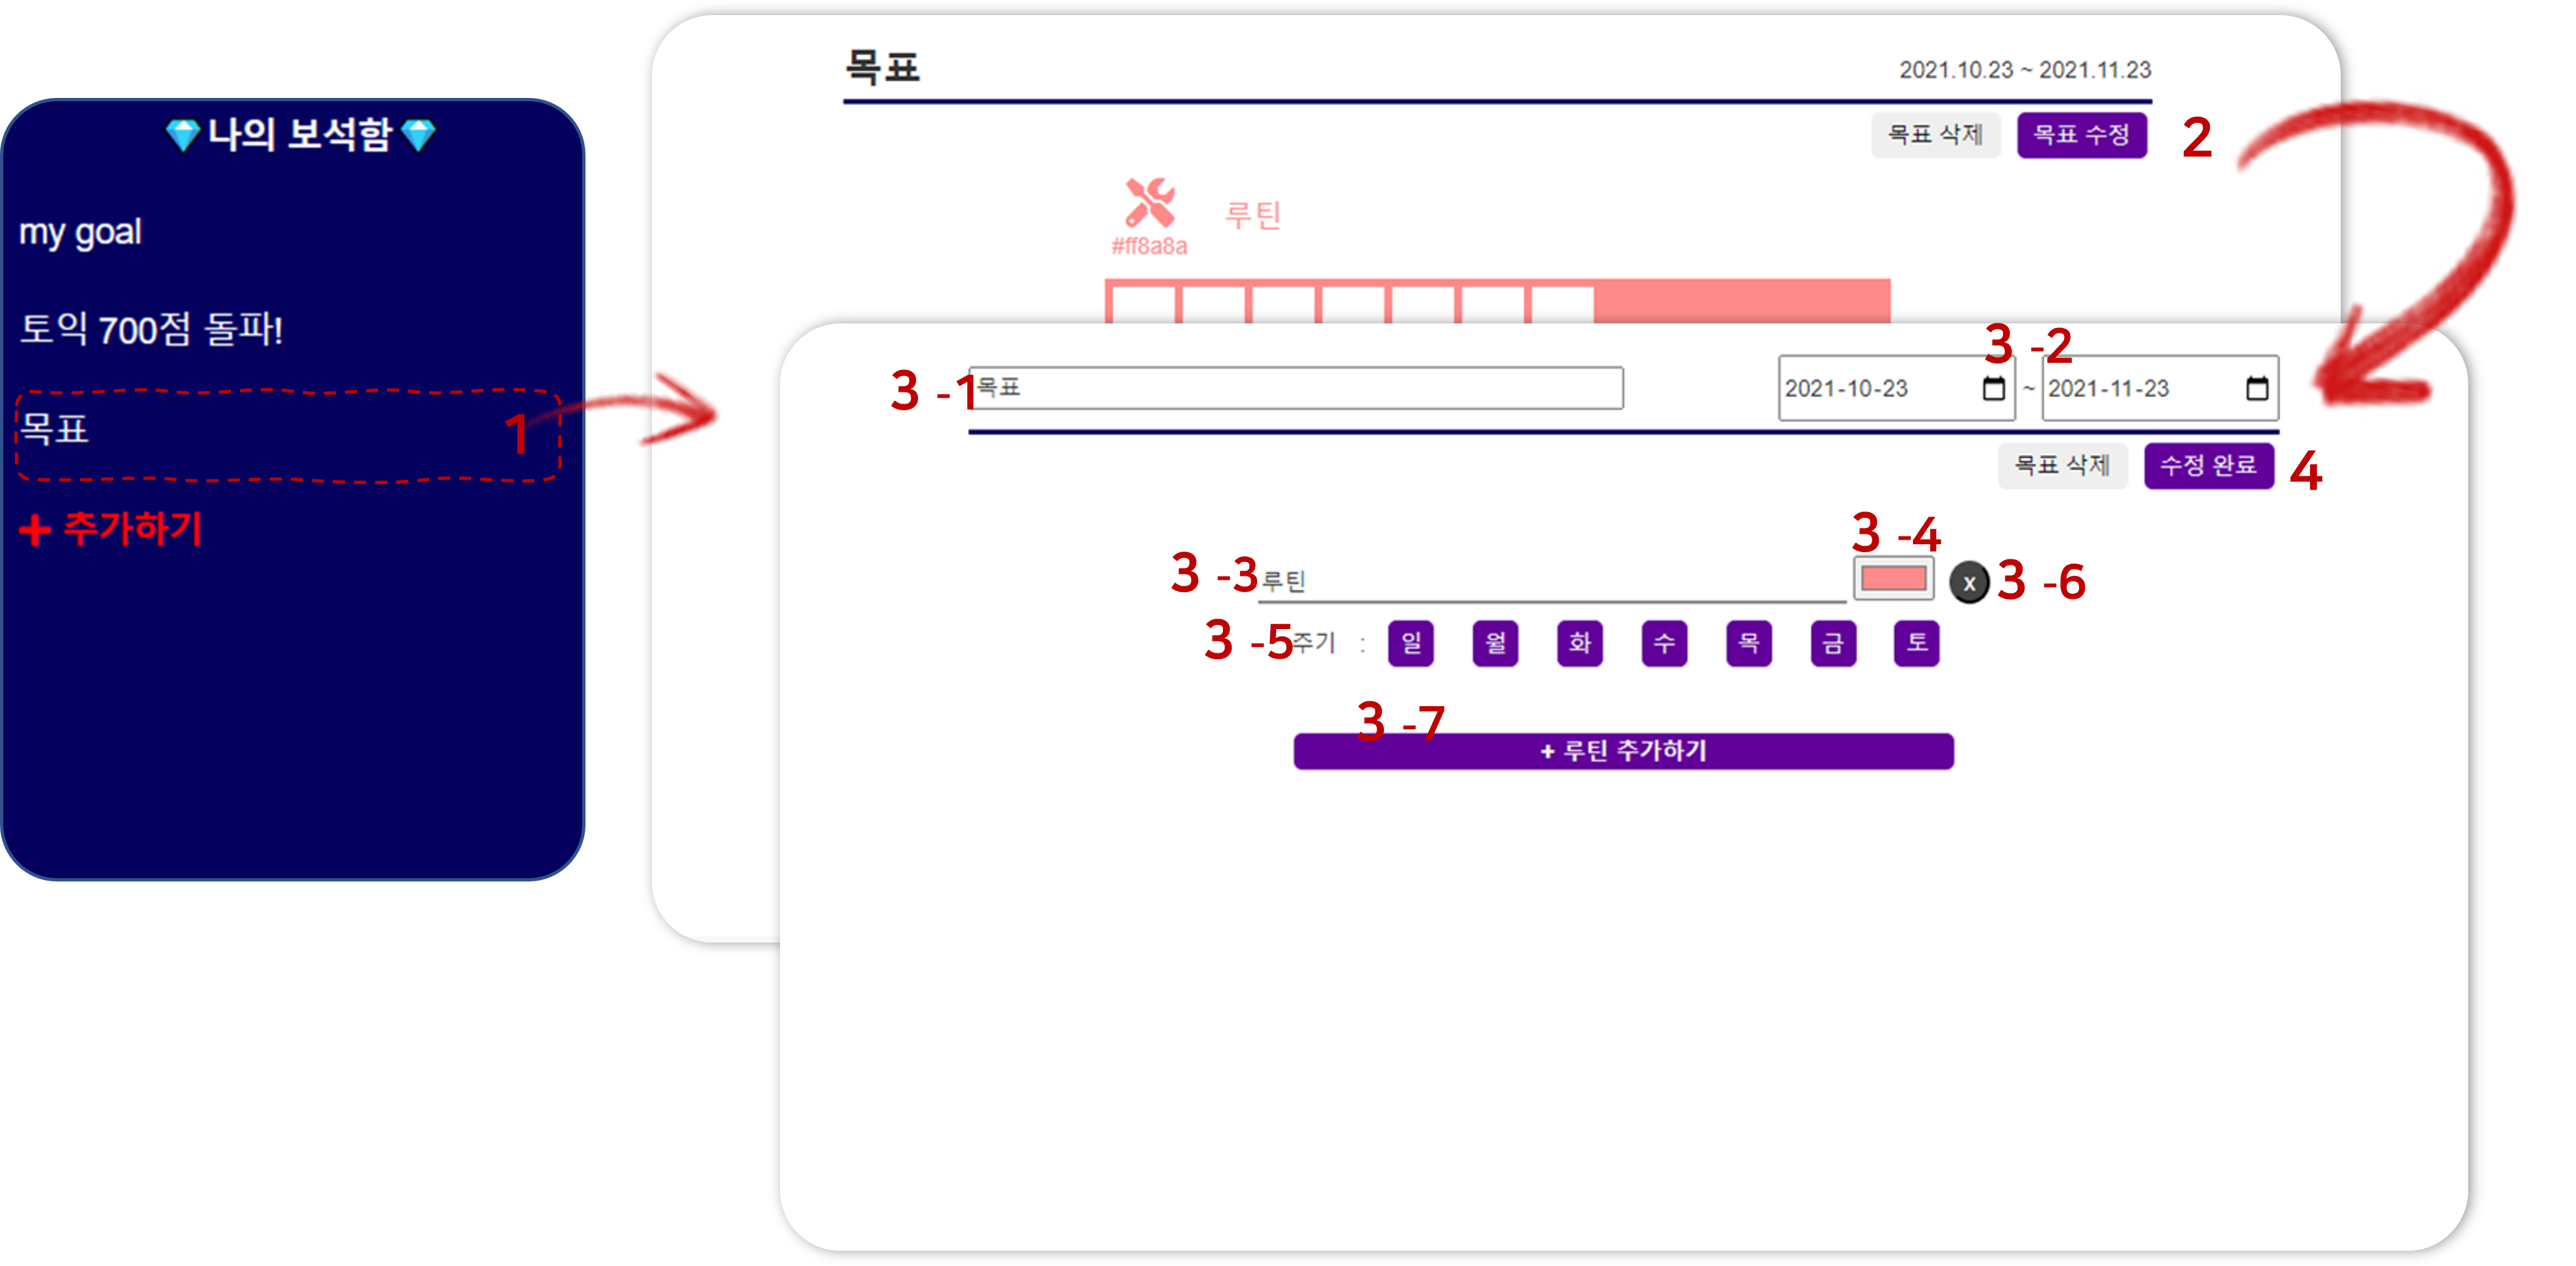 💎나의 보석함💎
my goal
토익 700점 돌파!
목표
1
+ 추가하기
목표
2021.10.23 ~ 2021.11.23
목표 삭제
목표 수정
2
#ff8a8a
루틴
3 -1
목표
3 -2
2021-10-23 ~ 2021-11-23
목표 삭제
수정 완료
4
3 -3
루틴
3 -4
x
3 -6
3 -5
주기 : 일 월 화 수 목 금 토
3 -7
+ 루틴 추가하기